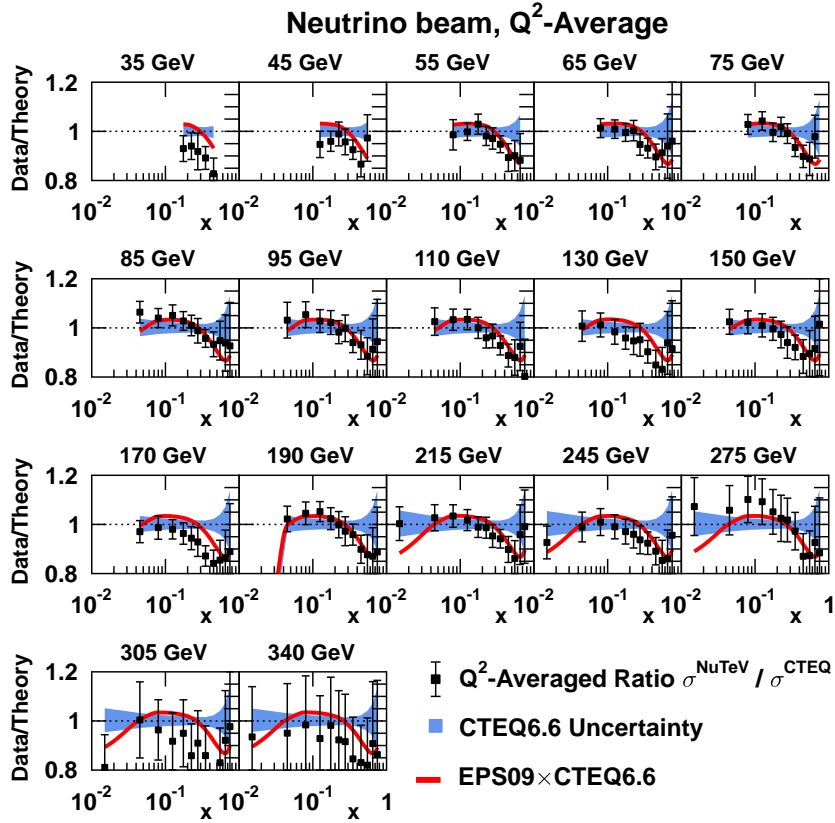 Neutrino beam, Q²-Average
35 GeV 45 GeV 55 GeV 65 GeV 75 GeV
Data/Theory
1.2
1
0.8
10⁻² 10⁻¹ x 10⁻² 10⁻¹ x 10⁻² 10⁻¹ x 10⁻² 10⁻¹ x 10⁻² 10⁻¹ x 10⁻²
85 GeV 95 GeV 110 GeV 130 GeV 150 GeV
Data/Theory
1.2
1
0.8
10⁻² 10⁻¹ x 10⁻² 10⁻¹ x 10⁻² 10⁻¹ x 10⁻² 10⁻¹ x 10⁻² 10⁻¹ x 10⁻²
170 GeV 190 GeV 215 GeV 245 GeV 275 GeV
Data/Theory
1.2
1
0.8
10⁻² 10⁻¹ x 10⁻² 10⁻¹ x 10⁻² 10⁻¹ x 10⁻² 10⁻¹ x 10⁻² 10⁻¹ x 1
305 GeV 340 GeV
Data/Theory
1.2
1
0.8
10⁻² 10⁻¹ x 10⁻² 10⁻¹ x 1
Q²-Averaged Ratio σ^NuTeV / σ^CTEQ
CTEQ6.6 Uncertainty
EPS09×CTEQ6.6